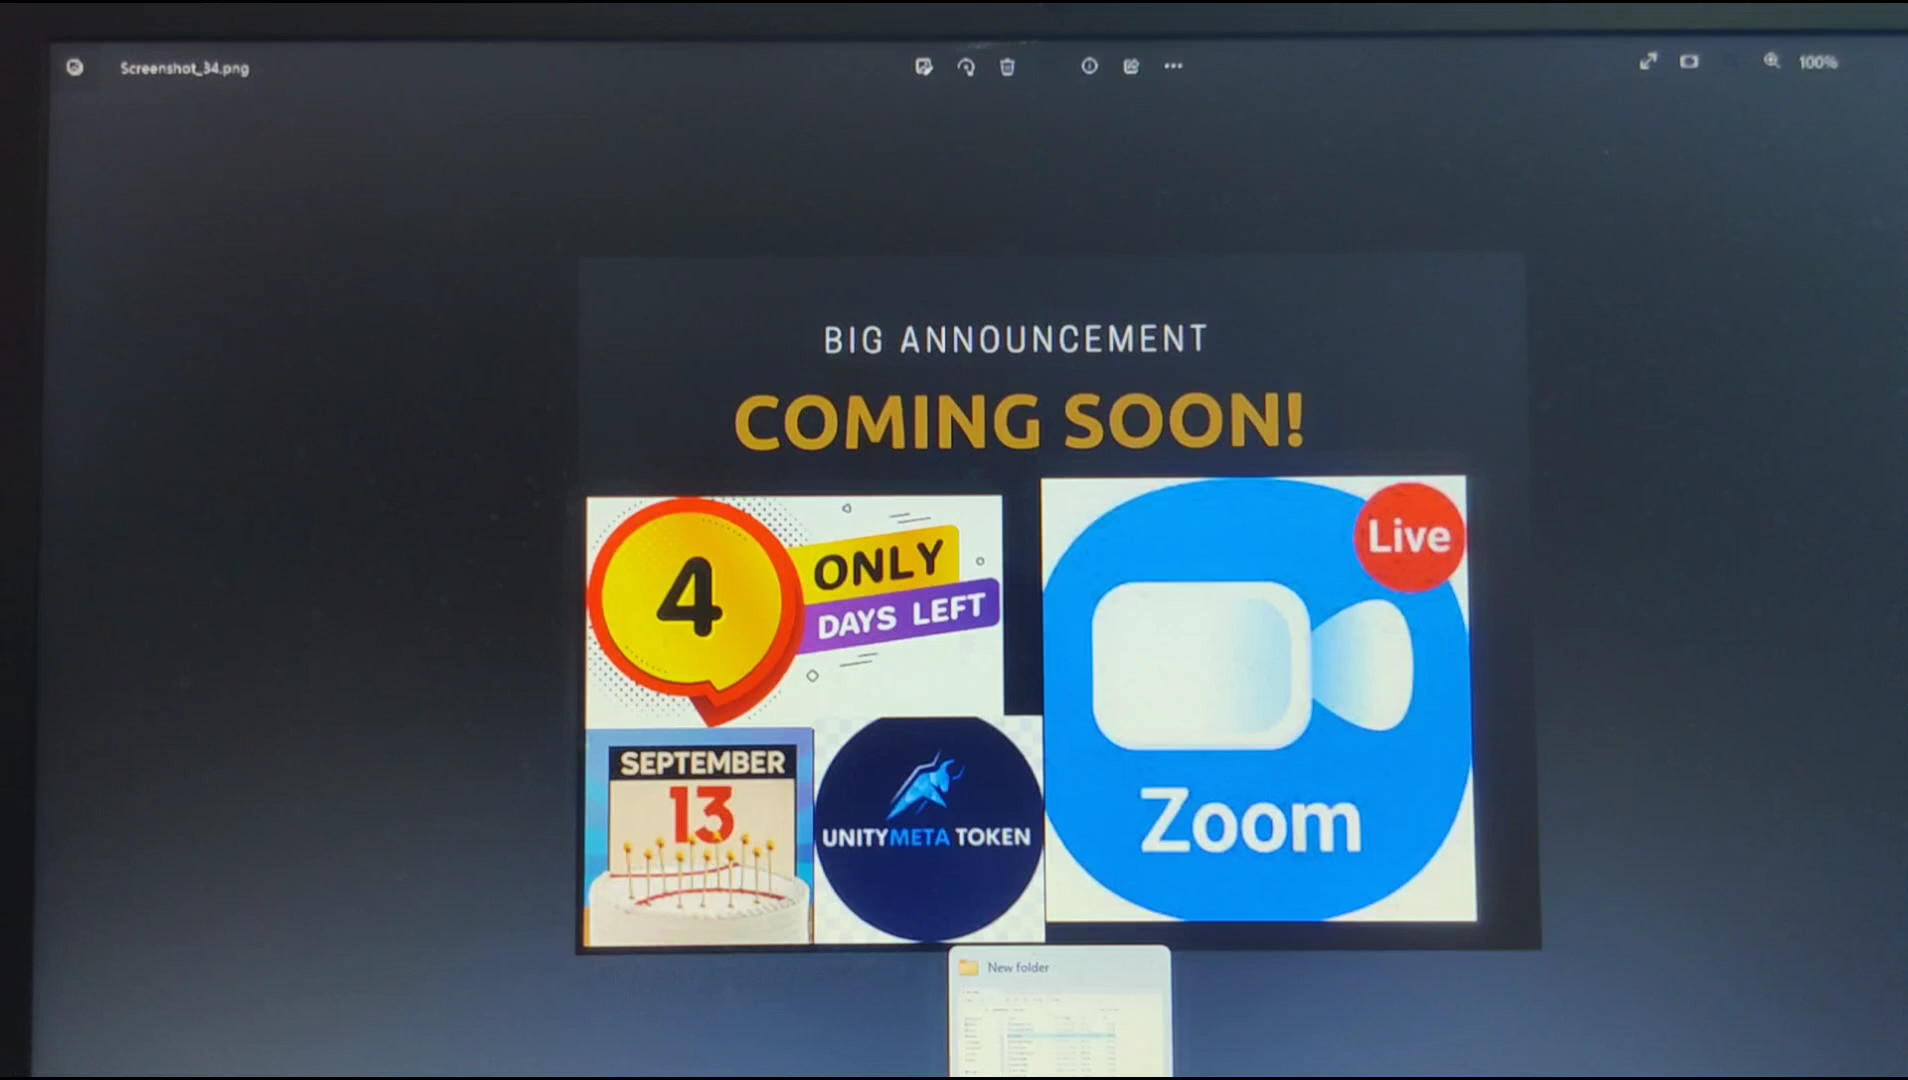 Screenshot_34.png
100%
BIG ANNOUNCEMENT
COMING SOON!
4
ONLY
DAYS LEFT
Live
SEPTEMBER
13
UNITYMETA TOKEN
Zoom
New folder